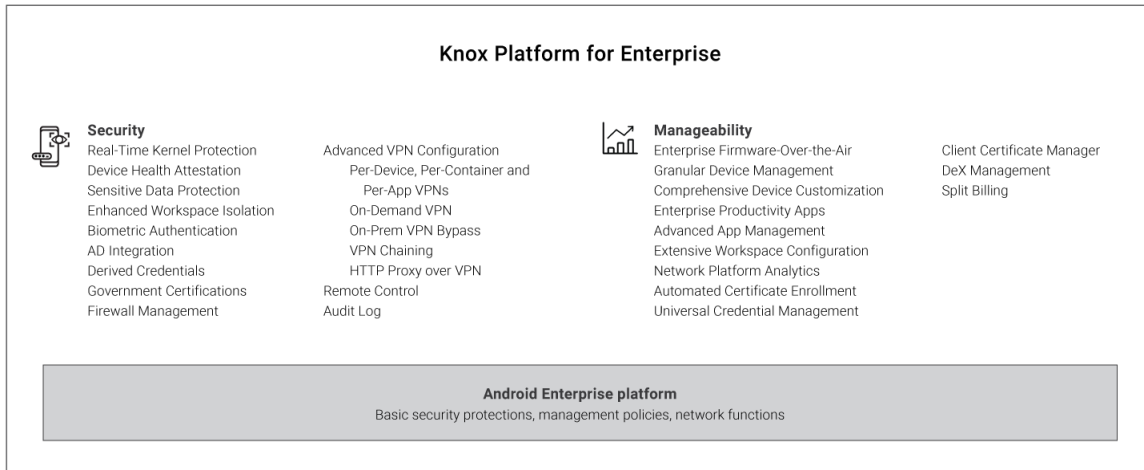 Knox Platform for Enterprise
Security
Real-Time Kernel Protection
Device Health Attestation
Sensitive Data Protection
Enhanced Workspace Isolation
Biometric Authentication
AD Integration
Derived Credentials
Government Certifications
Firewall Management
Advanced VPN Configuration
Per-Device, Per-Container and
Per-App VPNs
On-Demand VPN
On-Prem VPN Bypass
VPN Chaining
HTTP Proxy over VPN
Remote Control
Audit Log
Manageability
Enterprise Firmware-Over-the-Air
Granular Device Management
Comprehensive Device Customization
Enterprise Productivity Apps
Advanced App Management
Extensive Workspace Configuration
Network Platform Analytics
Automated Certificate Enrollment
Universal Credential Management
Client Certificate Manager
DeX Management
Split Billing
Android Enterprise platform
Basic security protections, management policies, network functions